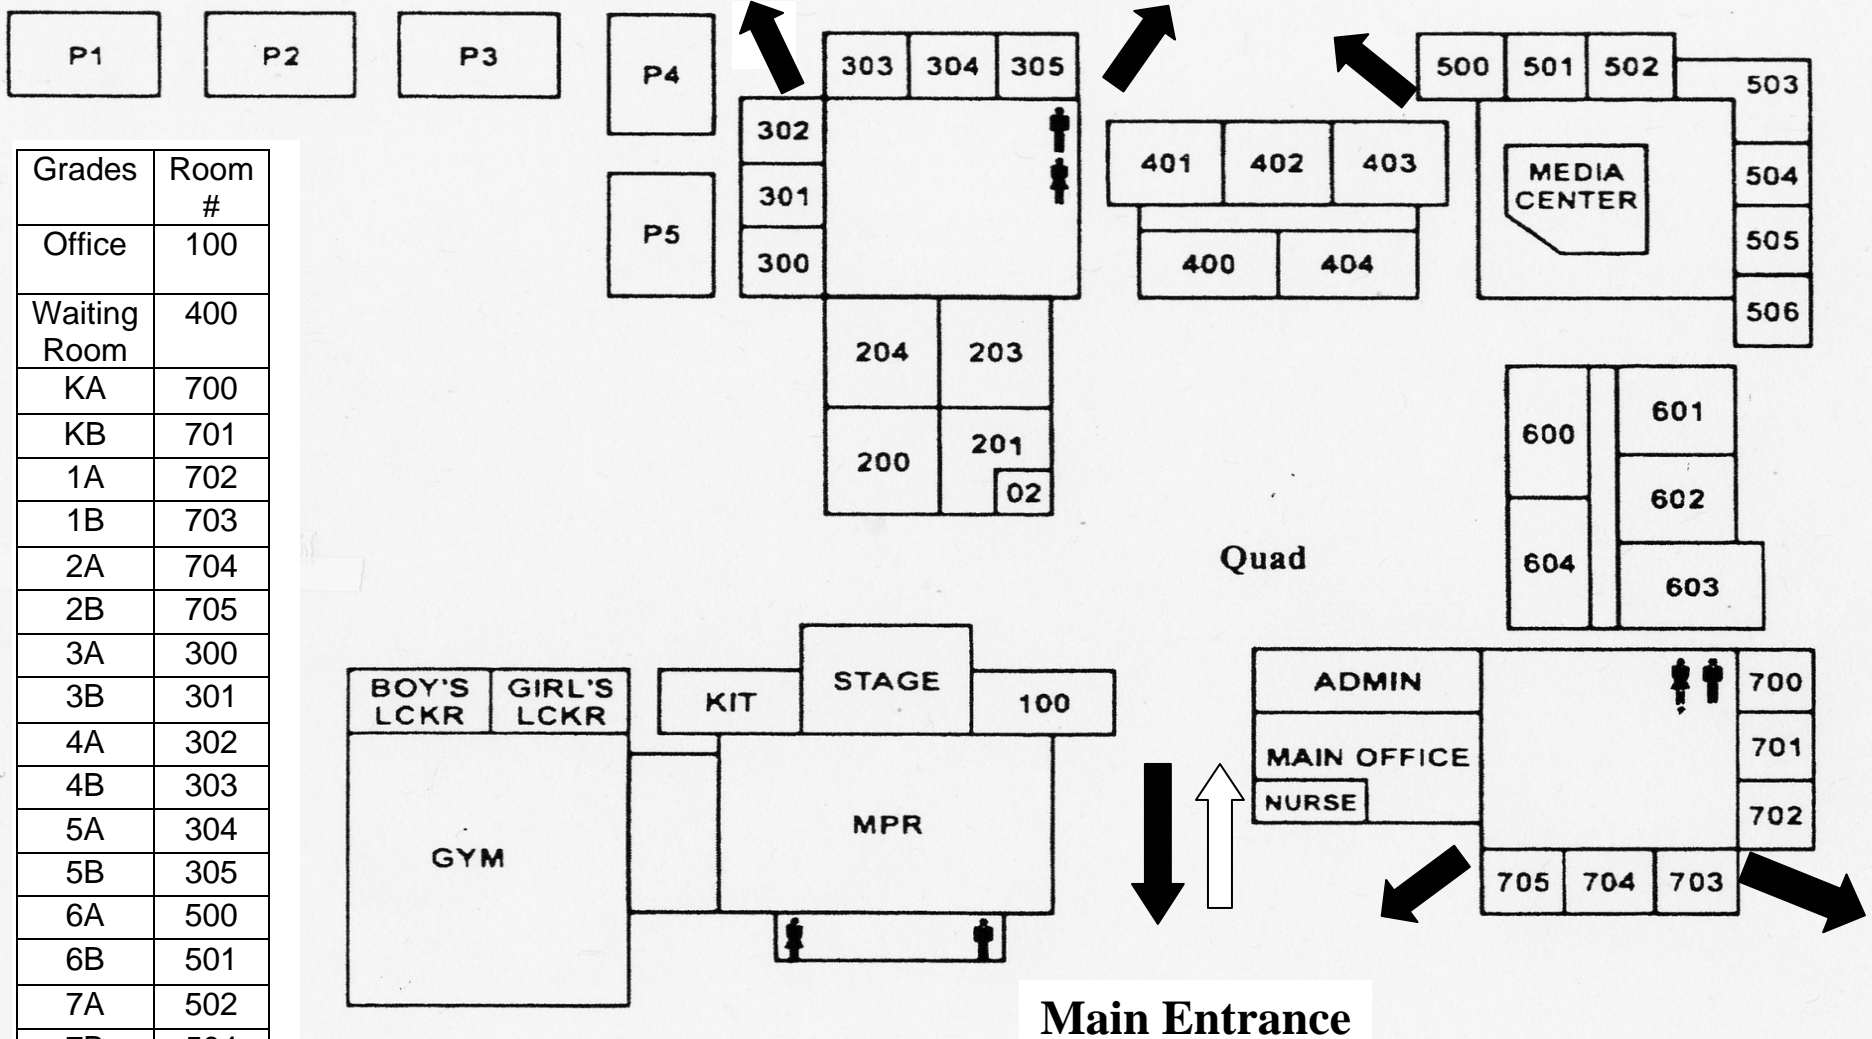 P1
P2
P3
P4
P5
303 304 305
302
301
300
204 203
200 201
02
401 402 403
400 404
500 501 502
503
504
505
506
MEDIA
CENTER
600
601
602
603
604
Quad
Grades Room
#
Office 100
Waiting 400
Room
KA 700
KB 701
1A 702
1B 703
2A 704
2B 705
3A 300
3B 301
4A 302
4B 303
5A 304
5B 305
6A 500
6B 501
7A 502
BOY'S
LCKR
GIRL'S
LCKR
GYM
KIT
STAGE
100
MPR
ADMIN
MAIN OFFICE
NURSE
700
701
702
705 704 703
Main Entrance